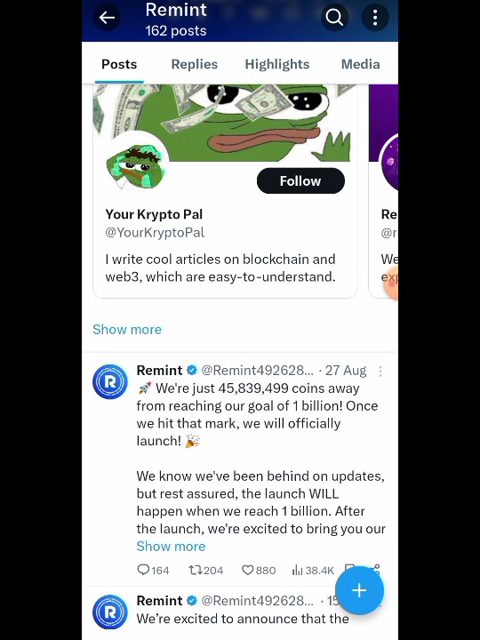 Remint
162 posts
Posts Replies Highlights Media
Follow
Your Krypto Pal
@YourKryptoPal
I write cool articles on blockchain and
web3, which are easy-to-understand.
Re
@r
We
Show more
R
Remint @Remint492628... · 27 Aug
🚀 We're just 45,839,499 coins away
from reaching our goal of 1 billion! Once
we hit that mark, we will officially
launch! 🎉
We know we've been behind on updates,
but rest assured, the launch WILL
happen when we reach 1 billion. After
the launch, we're excited to bring you our
Show more
164 204 880 38.4K
R
Remint @Remint492628... · 15
We're excited to announce that the